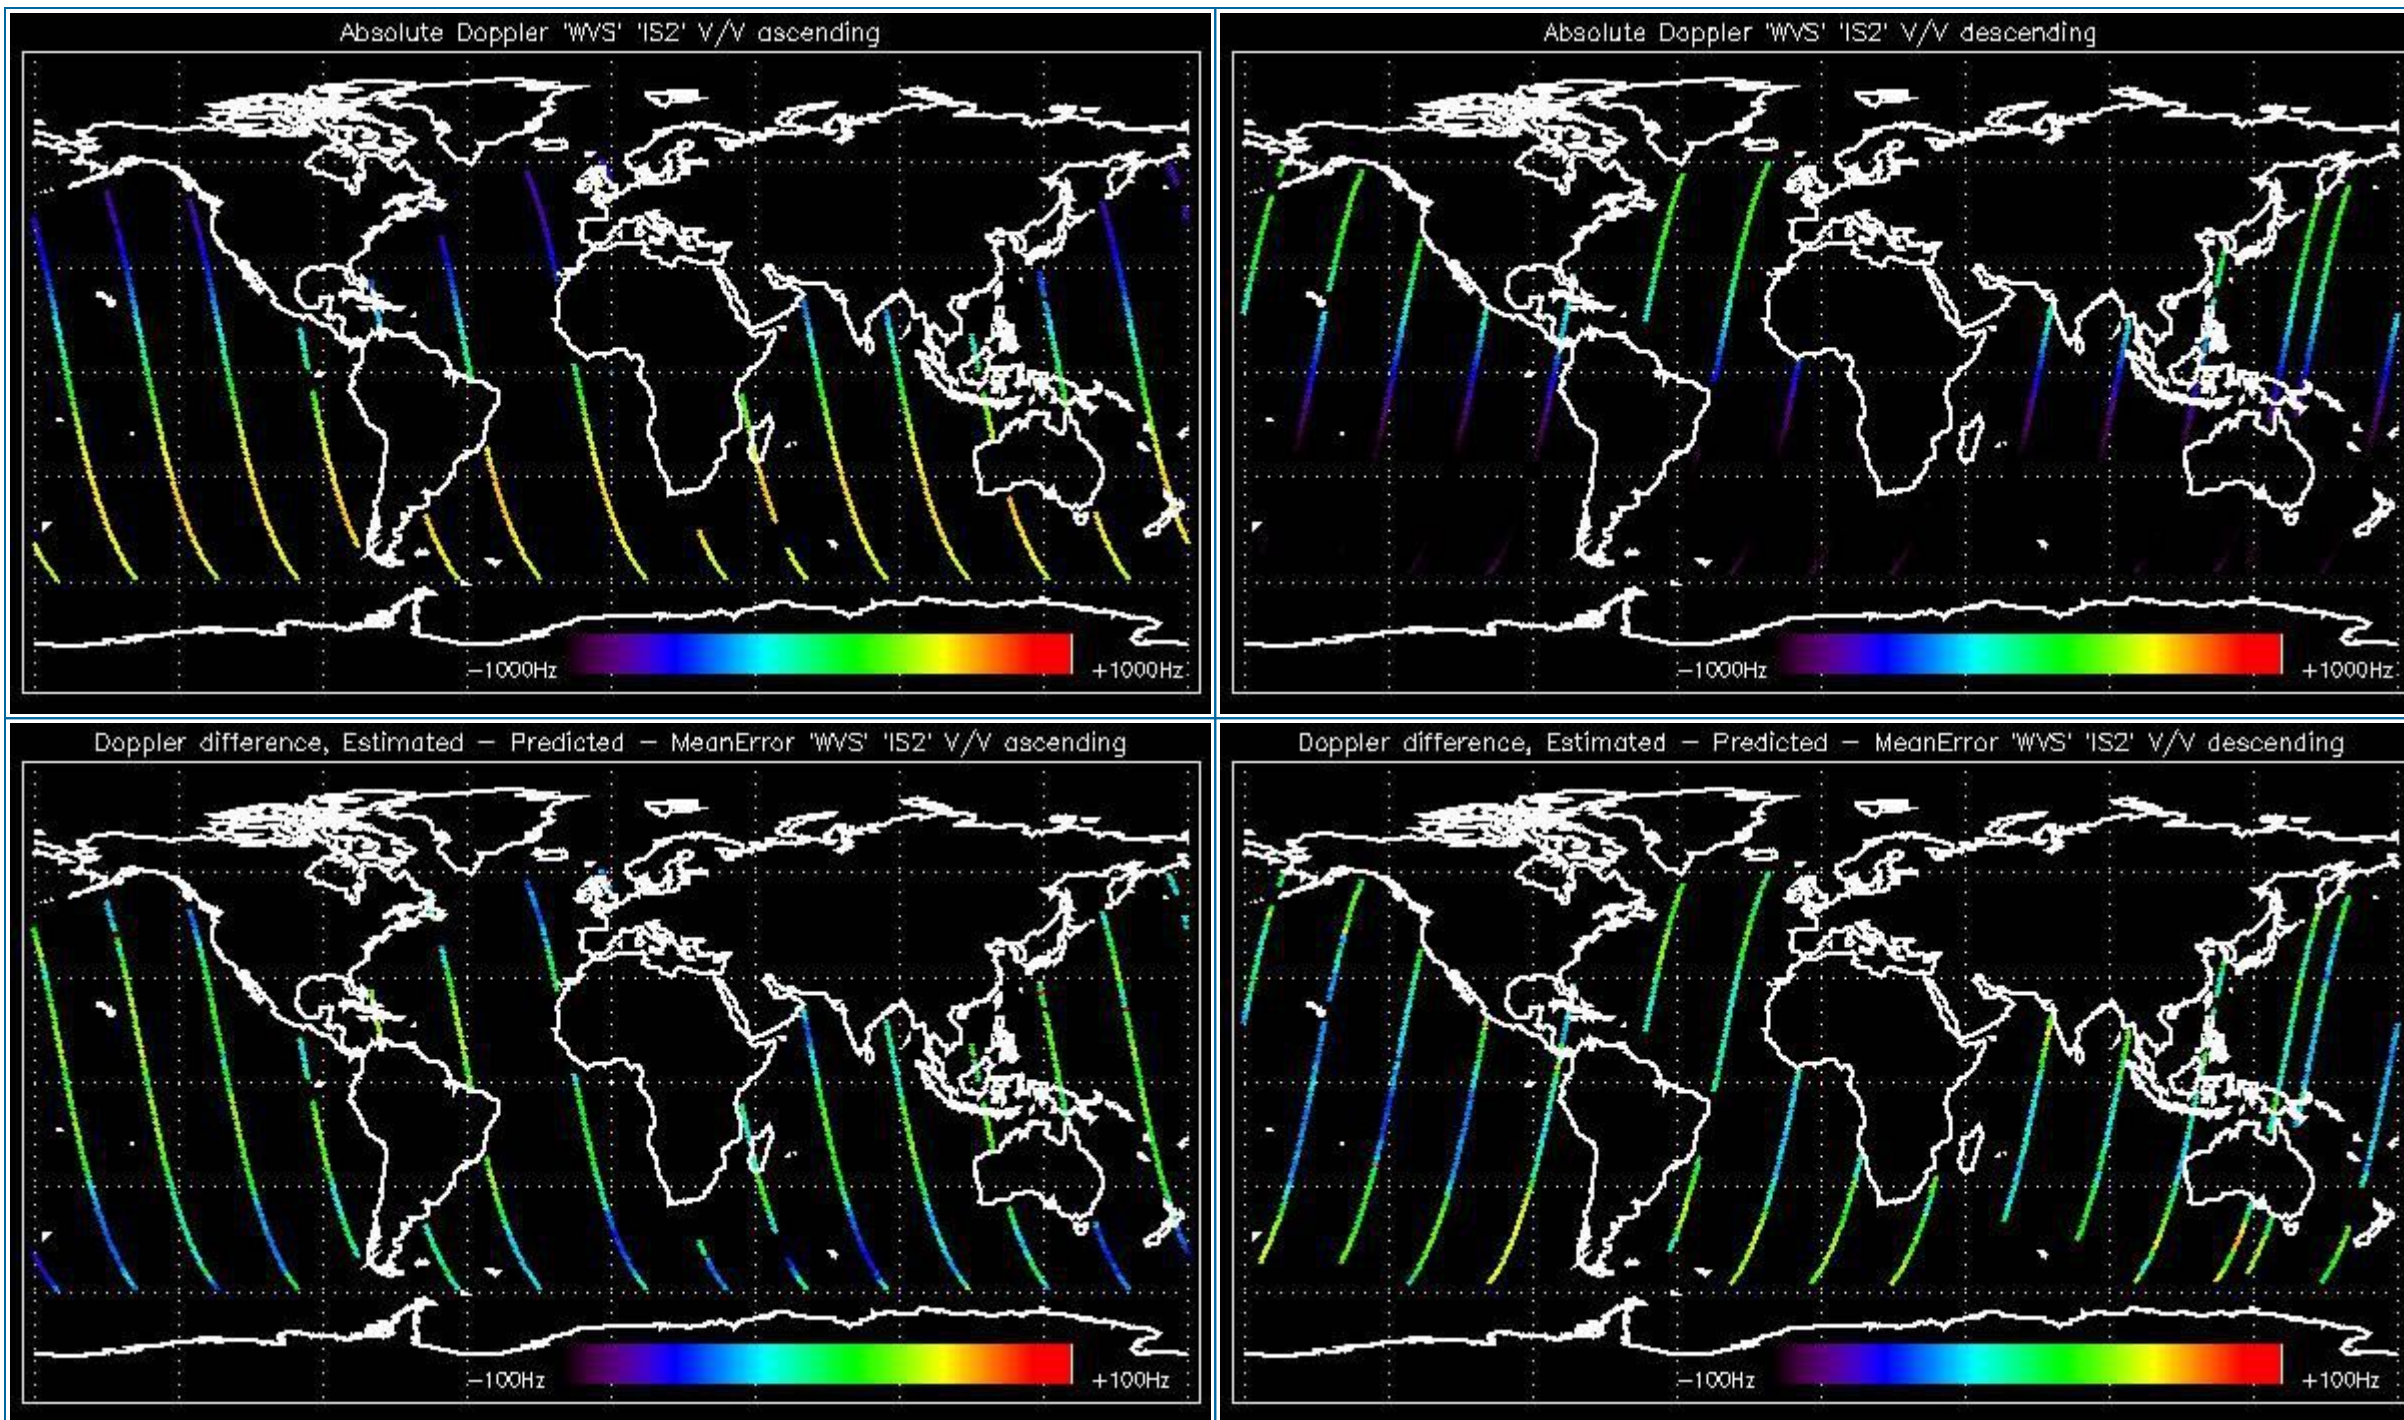 Absolute Doppler 'WVS' 'IS2' V/V ascending
-1000Hz
+1000Hz
Absolute Doppler 'WVS' 'IS2' V/V descending
-1000Hz
+1000Hz
Doppler difference, Estimated - Predicted - MeanError 'WVS' 'IS2' V/V ascending
-100Hz
+100Hz
Doppler difference, Estimated - Predicted - MeanError 'WVS' 'IS2' V/V descending
-100Hz
+100Hz